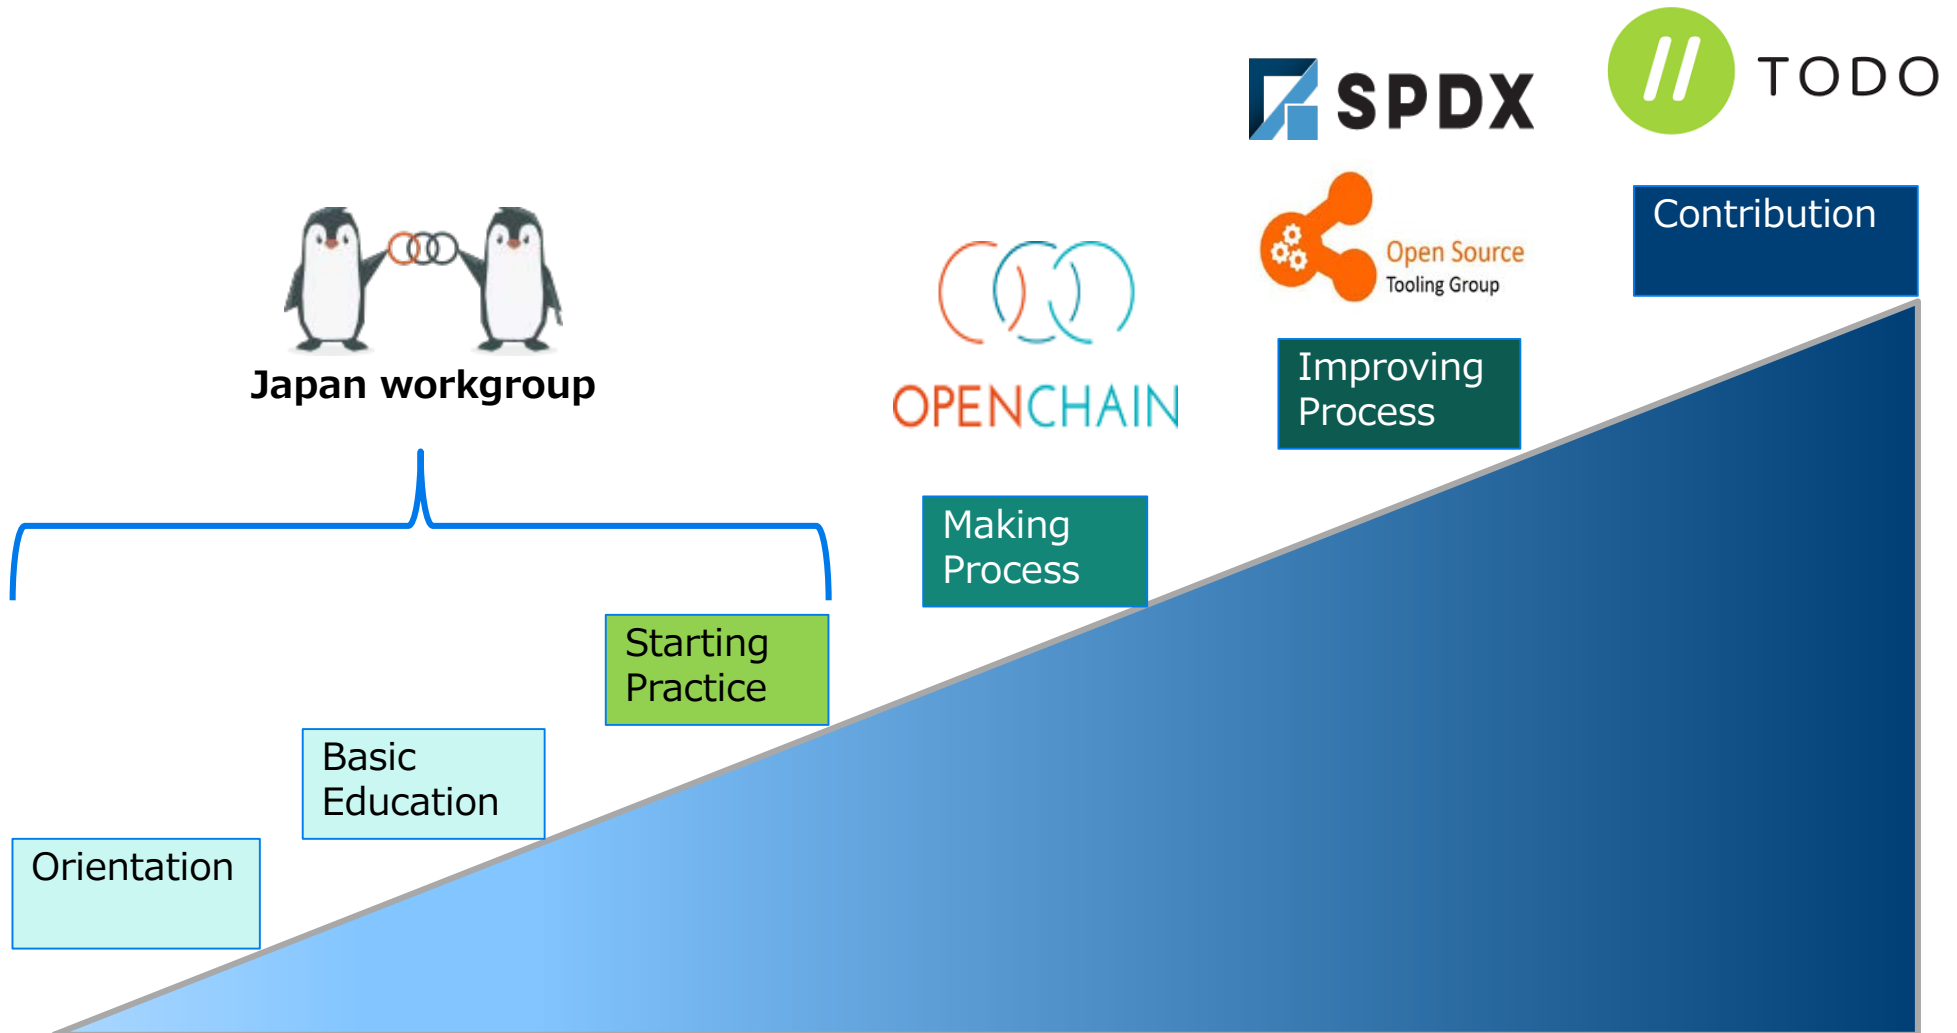 SPDX
TODO
Open Source
Tooling Group
Contribution
Japan workgroup
OPENCHAIN
Improving
Process
Making
Process
Starting
Practice
Basic
Education
Orientation